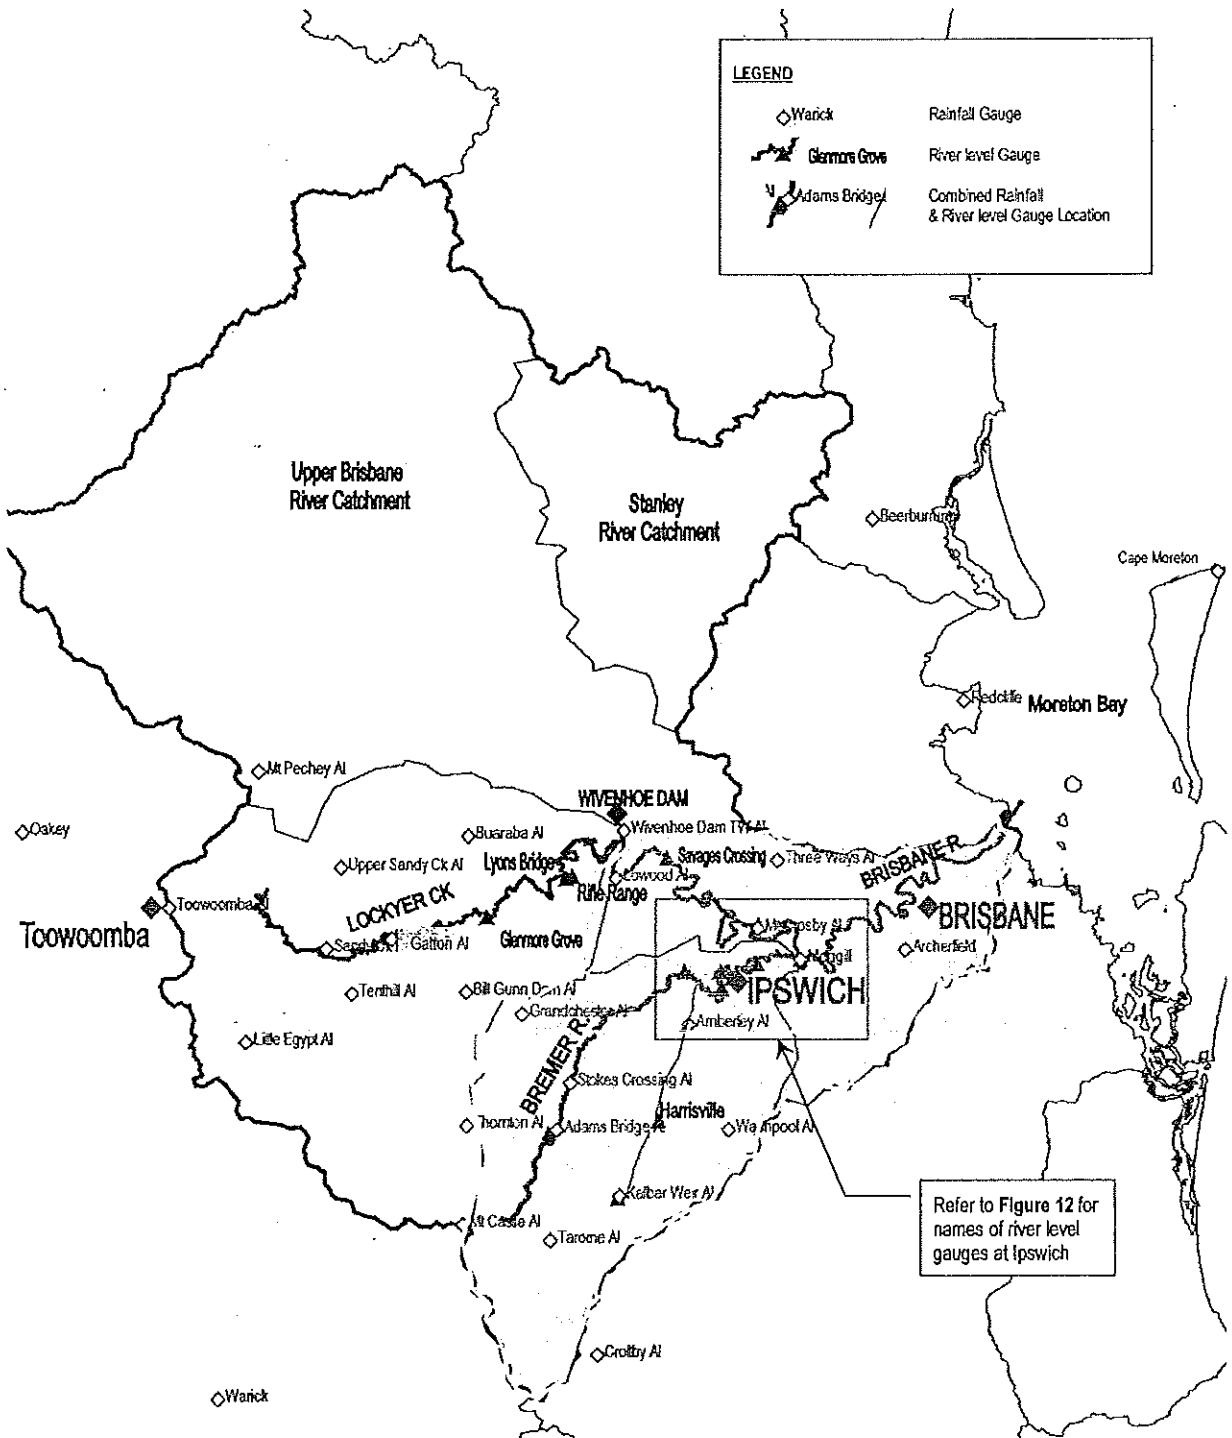 LEGEND
Warick
Rainfall Gauge
Glenmore Grove
River level Gauge
Adams Bridge
Combined Rainfall
& River level Gauge Location
Upper Brisbane
River Catchment
Stanley
River Catchment
Cape Moreton
Redcliffe
Moreton Bay
Mt Pechey Al
Oakey
WIVENHOE DAM
Wivenhoe Dam TW Al
Buaraba Al
Lyons Bridge
Savages Crossing
Three Ways Al
BRISBANE R.
Upper Sandy Ck Al
Rifle Range
Lowood Al
Toowoomba Al
LOCKYER CK
Toowoomba
Gatton Al
Glenmore Grove
BRISBANE
Archerfield
Moggill
IPSWICH
Tenthill Al
Bill Gunn Dam Al
Grandchester Al
Amberley Al
Little Egypt Al
BREMER R.
Stokes Crossing Al
Harrisville
Thornton Al
Adams Bridge Al
Kalbar Weir Al
Mt Castle Al
Tarome Al
Refer to Figure 12 for
names of river level
gauges at Ipswich
Warick